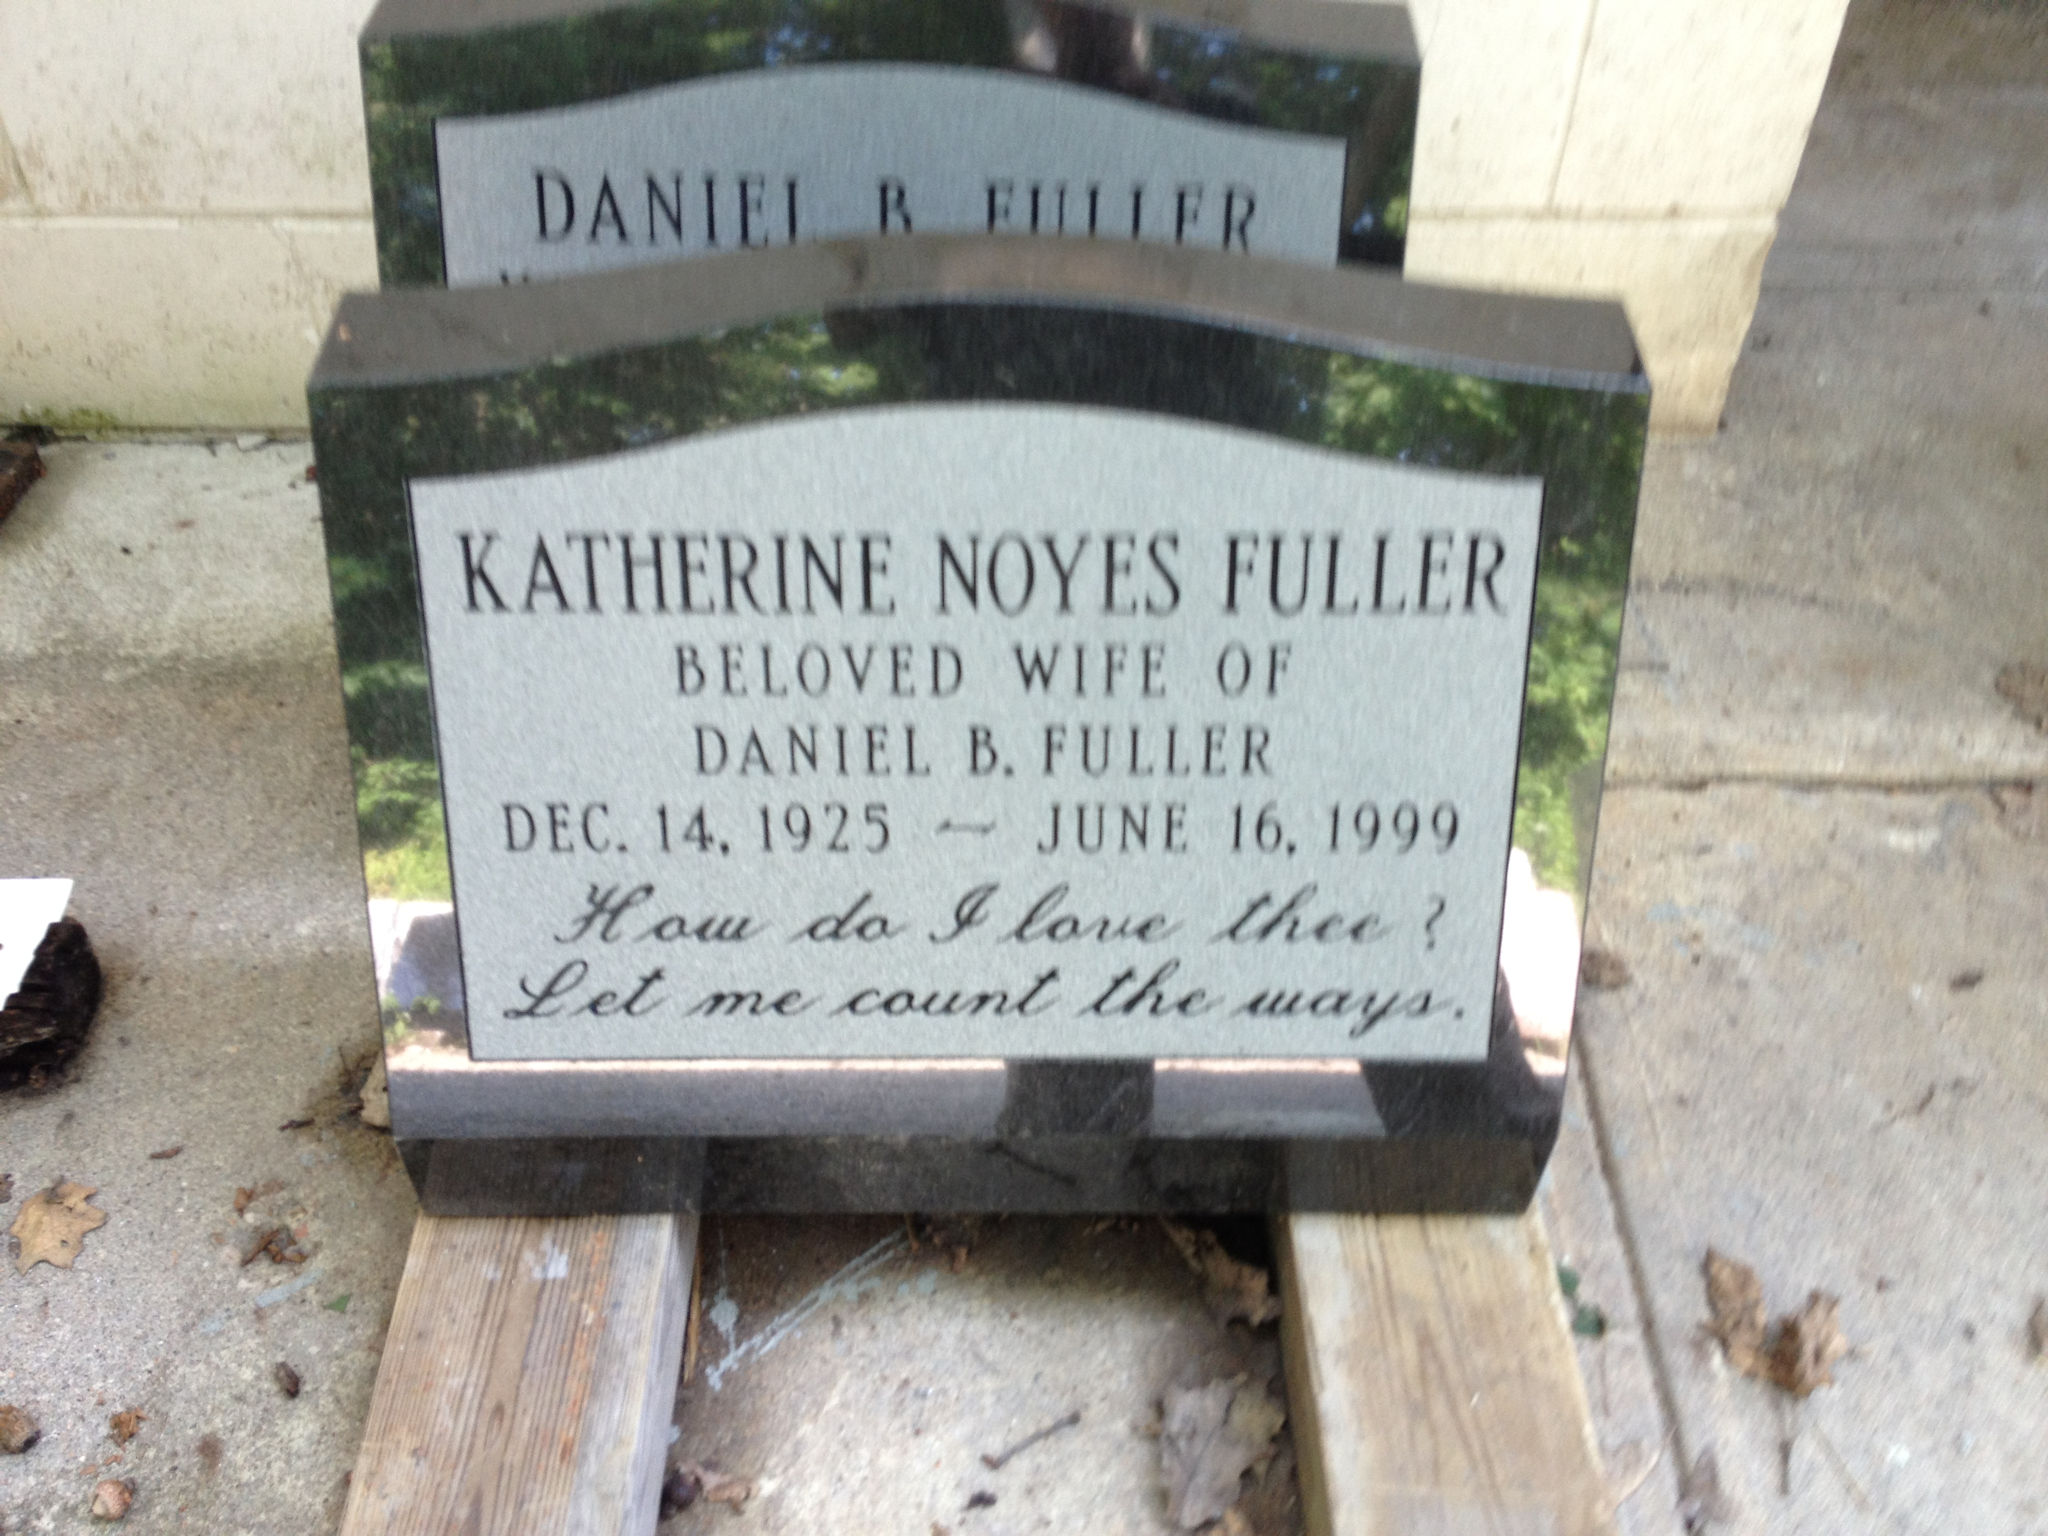 DANIEL B. FULLER
KATHERINE NOYES FULLER
BELOVED WIFE OF
DANIEL B. FULLER
DEC. 14, 1925 ~ JUNE 16, 1999
How do I love thee?
Let me count the ways.